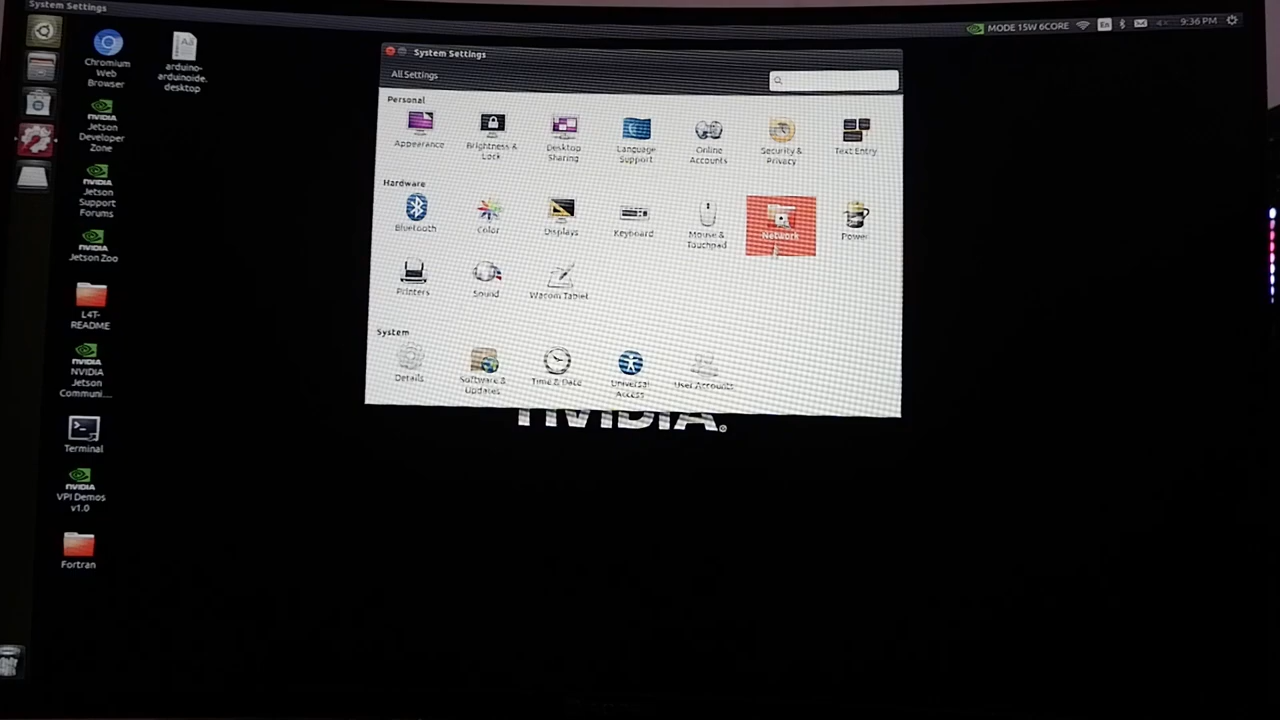 System Settings
MODE 15W 6CORE
En
9:36 PM
Chromium
Web
Browser
arduino-
arduinoide.
desktop
NVIDIA
Jetson
Developer
Zone
NVIDIA
Jetson
Support
Forums
NVIDIA
Jetson Zoo
L4T-
README
NVIDIA
NVIDIA
Jetson
Communi....
Terminal
NVIDIA
VPI Demos
v1.0
Fortran
System Settings
All Settings
Personal
Appearance
Brightness &
Lock
Desktop
Sharing
Language
Support
Online
Accounts
Security &
Privacy
Text Entry
Hardware
Bluetooth
Color
Displays
Keyboard
Mouse &
Touchpad
Network
Power
Printers
Sound
Wacom Tablet
System
Details
Software &
Updates
Time & Date
Universal
Access
User Accounts
NVIDIA.